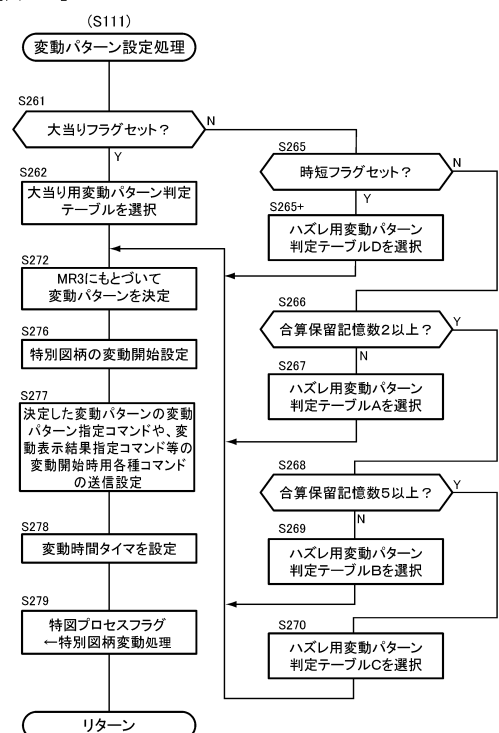 (S111)
変動パターン設定処理
S261
大当りフラグセット？
N
Y
S262
大当り用変動パターン判定
テーブルを選択
S272
MR3にもとづいて
変動パターンを決定
S276
特別図柄の変動開始設定
S277
決定した変動パターンの変動
パターン指定コマンドや、変
動表示結果指定コマンド等の
変動開始時用各種コマンド
の送信設定
S278
変動時間タイマを設定
S279
特図プロセスフラグ
←特別図柄変動処理
リターン
S265
時短フラグセット？
N
Y
S265+
ハズレ用変動パターン
判定テーブルDを選択
S266
合算保留記憶数2以上？
Y
N
S267
ハズレ用変動パターン
判定テーブルAを選択
S268
合算保留記憶数5以上？
Y
N
S269
ハズレ用変動パターン
判定テーブルBを選択
S270
ハズレ用変動パターン
判定テーブルCを選択